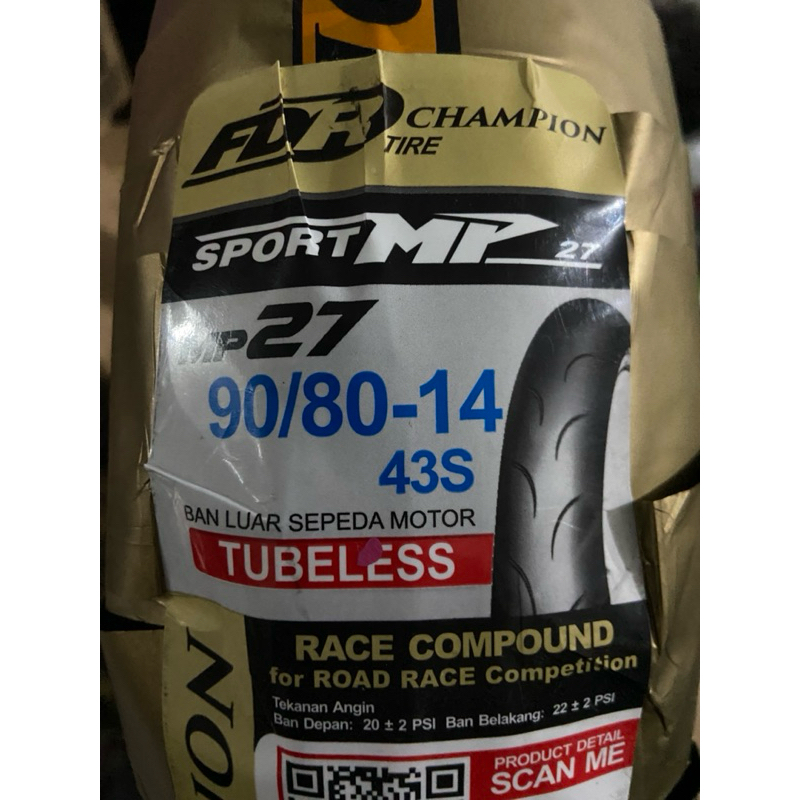 FDR CHAMPION
TIRE
SPORT MP 27
MP27
90/80-14
43S
BAN LUAR SEPEDA MOTOR
TUBELESS
RACE COMPOUND
for ROAD RACE Competition
Tekanan Angin
Ban Depan: 20 ± 2 PSI Ban Belakang: 22 ± 2 PSI
PRODUCT DETAIL
SCAN ME